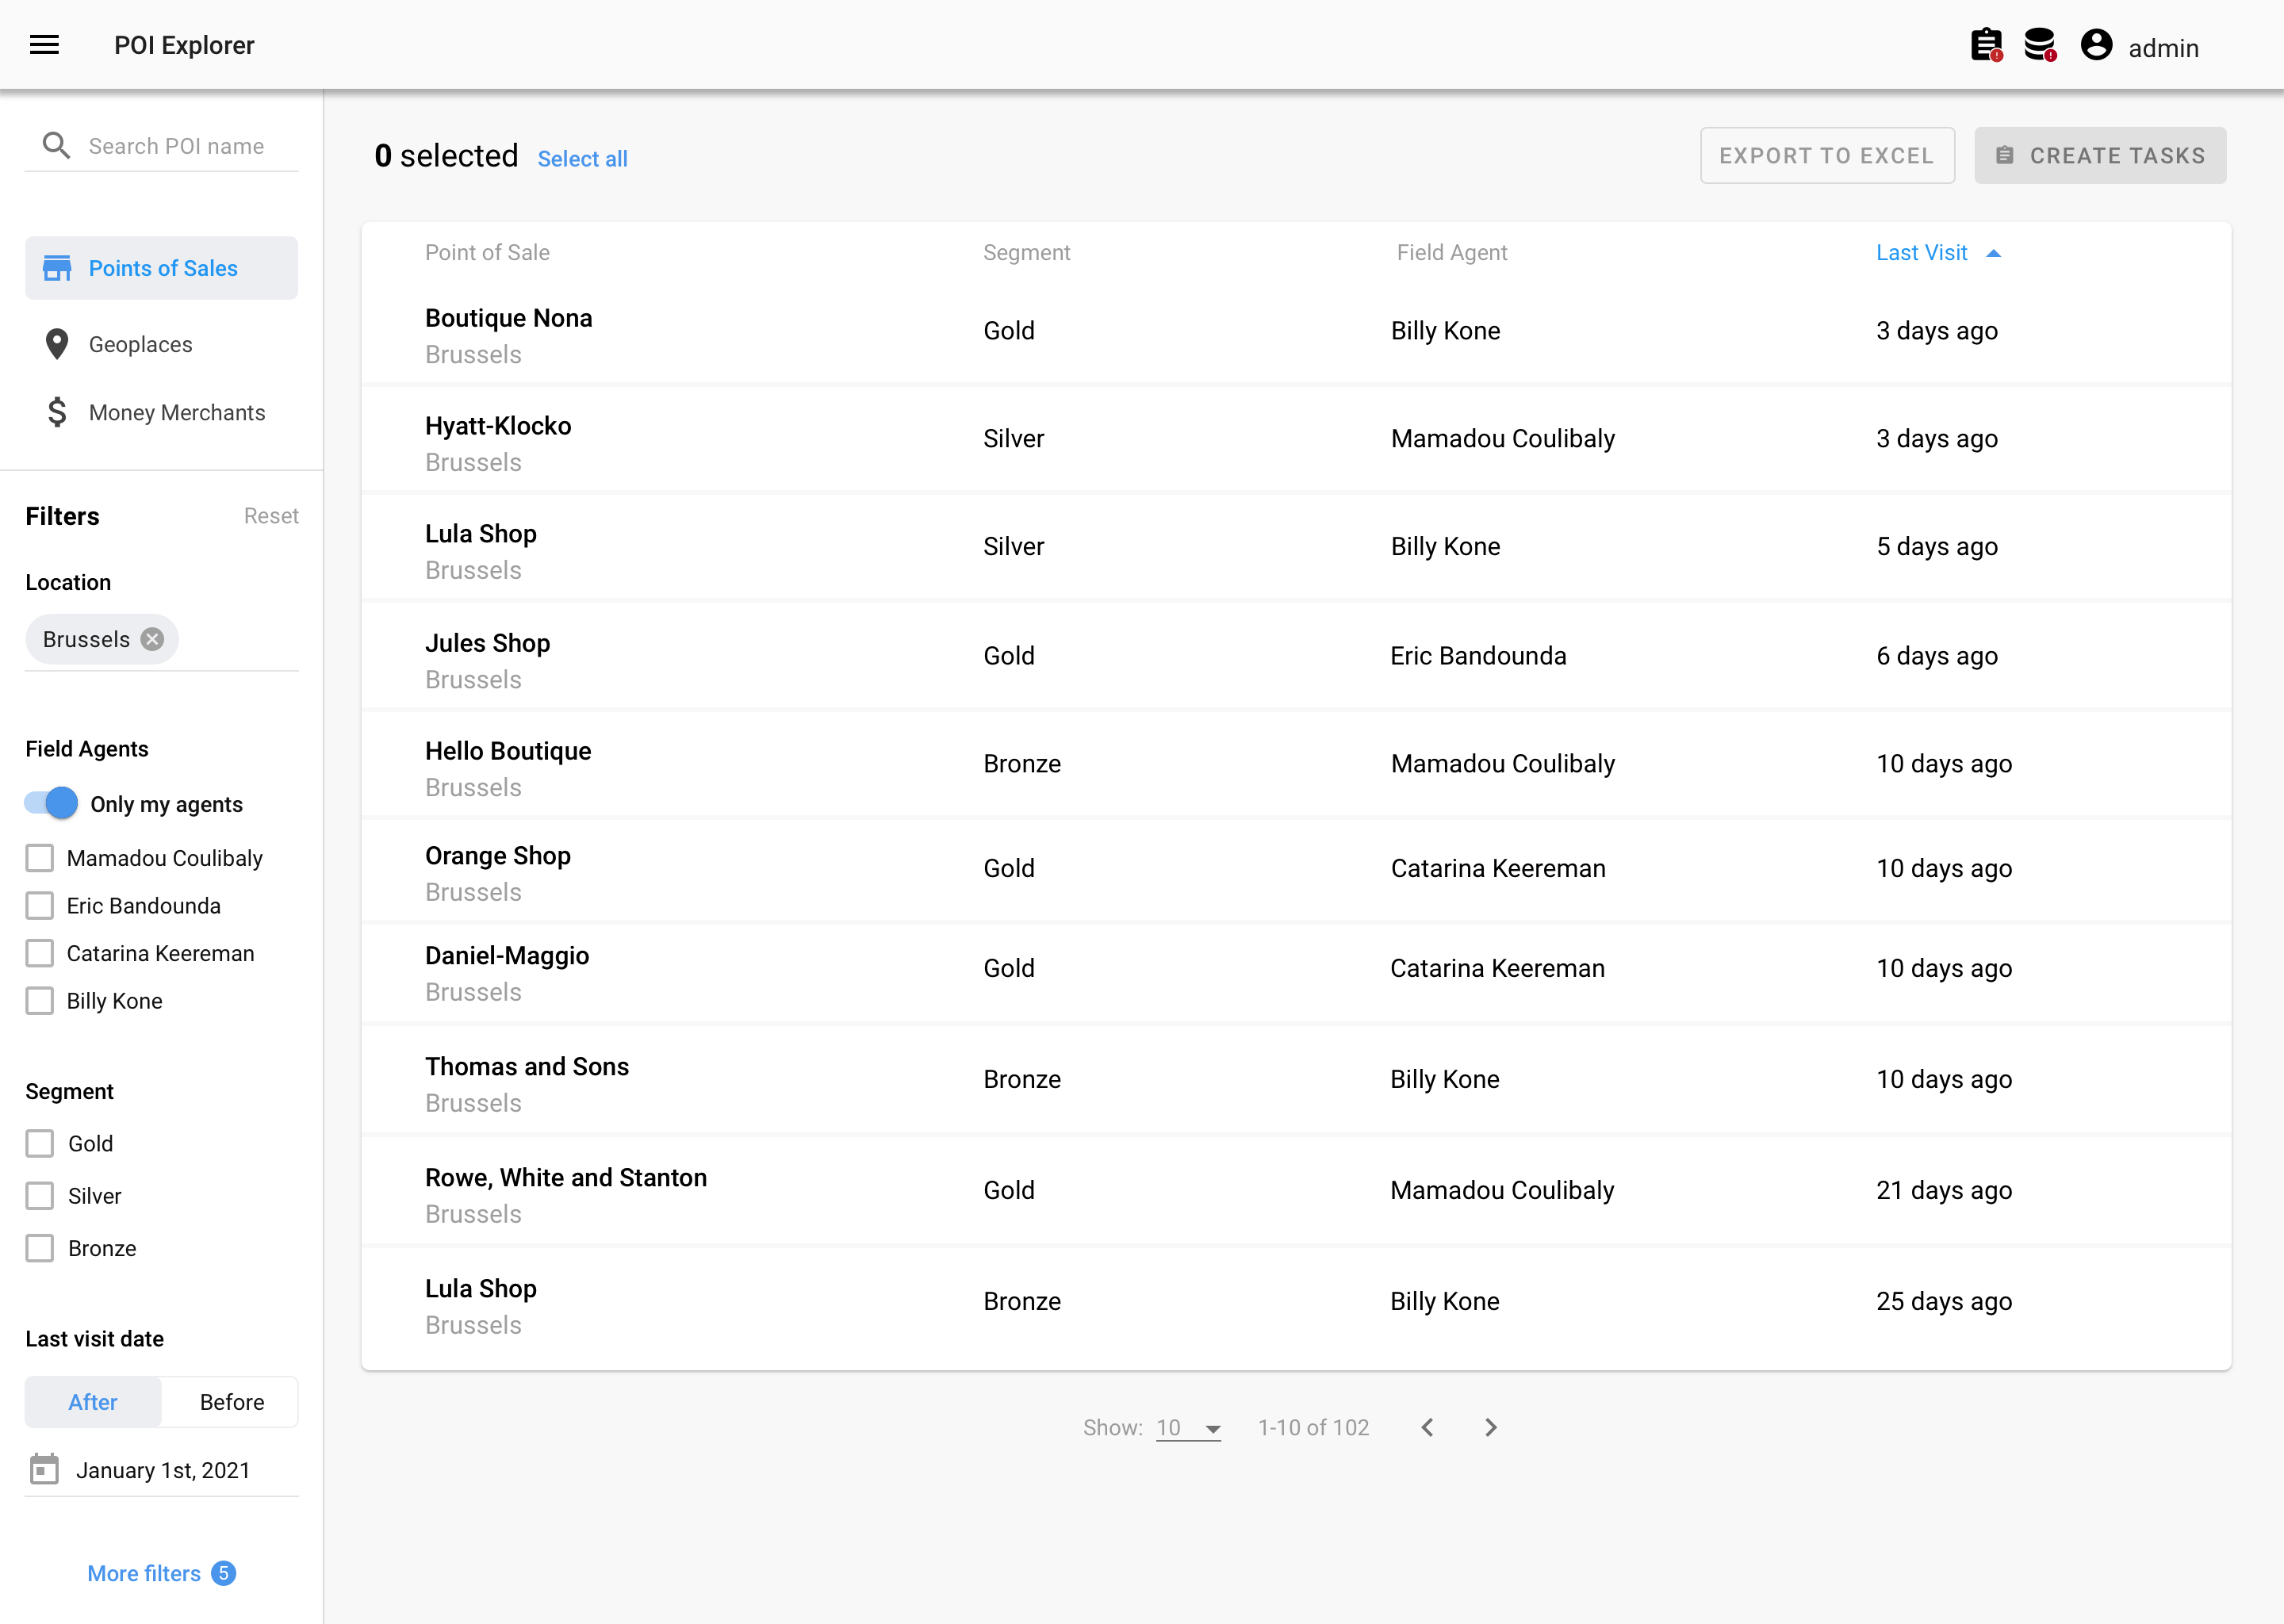 POI Explorer
admin
Search POI name
Points of Sales
Geoplaces
Money Merchants
Filters
Reset
Location
Brussels
Field Agents
Only my agents
Mamadou Coulibaly
Eric Bandounda
Catarina Keereman
Billy Kone
Segment
Gold
Silver
Bronze
Last visit date
After
Before
January 1st, 2021
More filters 5
0 selected Select all
EXPORT TO EXCEL
CREATE TASKS
Point of Sale Segment Field Agent Last Visit
Boutique Nona
Brussels
Gold Billy Kone 3 days ago
Hyatt-Klocko
Brussels
Silver Mamadou Coulibaly 3 days ago
Lula Shop
Brussels
Silver Billy Kone 5 days ago
Jules Shop
Brussels
Gold Eric Bandounda 6 days ago
Hello Boutique
Brussels
Bronze Mamadou Coulibaly 10 days ago
Orange Shop
Brussels
Gold Catarina Keereman 10 days ago
Daniel-Maggio
Brussels
Gold Catarina Keereman 10 days ago
Thomas and Sons
Brussels
Bronze Billy Kone 10 days ago
Rowe, White and Stanton
Brussels
Gold Mamadou Coulibaly 21 days ago
Lula Shop
Brussels
Bronze Billy Kone 25 days ago
Show: 10 1-10 of 102